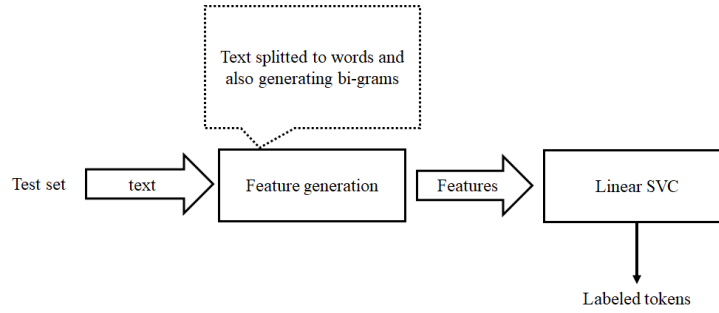 Text splitted to words and
also generating bi-grams
Test set
text
Feature generation
Features
Linear SVC
Labeled tokens